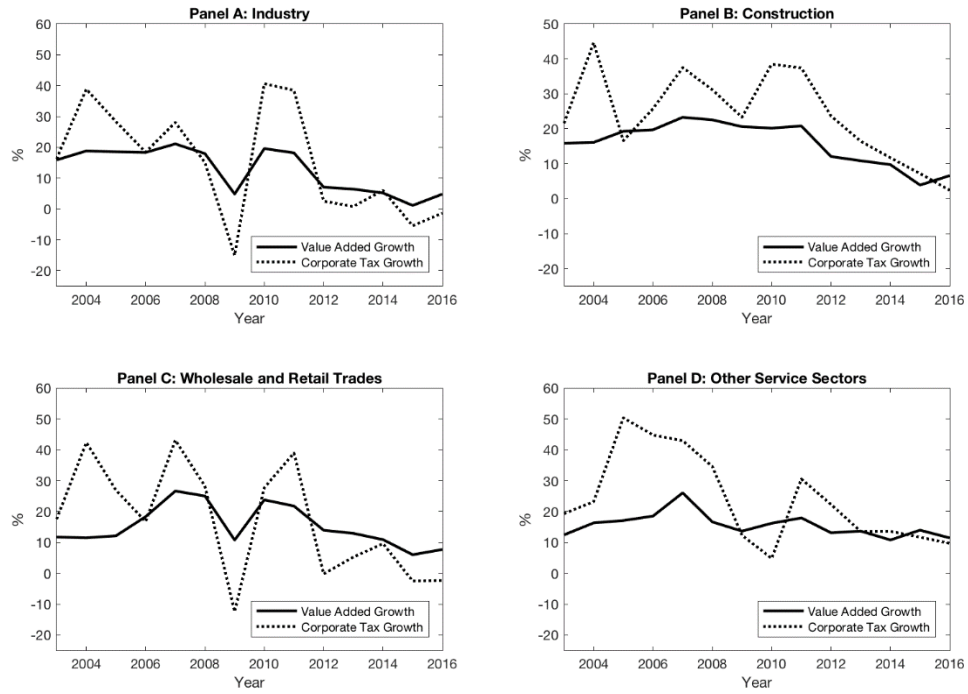 Panel A: Industry
60
50
40
30
20
10
0
-10
-20
%
2004 2006 2008 2010 2012 2014 2016
Year
Value Added Growth
Corporate Tax Growth
Panel B: Construction
50
40
30
20
10
0
-10
-20
%
2004 2006 2008 2010 2012 2014 2016
Year
Value Added Growth
Corporate Tax Growth
Panel C: Wholesale and Retail Trades
60
50
40
30
20
10
0
-10
-20
%
2004 2006 2008 2010 2012 2014 2016
Year
Value Added Growth
Corporate Tax Growth
Panel D: Other Service Sectors
60
50
40
30
20
10
0
-10
-20
%
2004 2006 2008 2010 2012 2014 2016
Year
Value Added Growth
Corporate Tax Growth